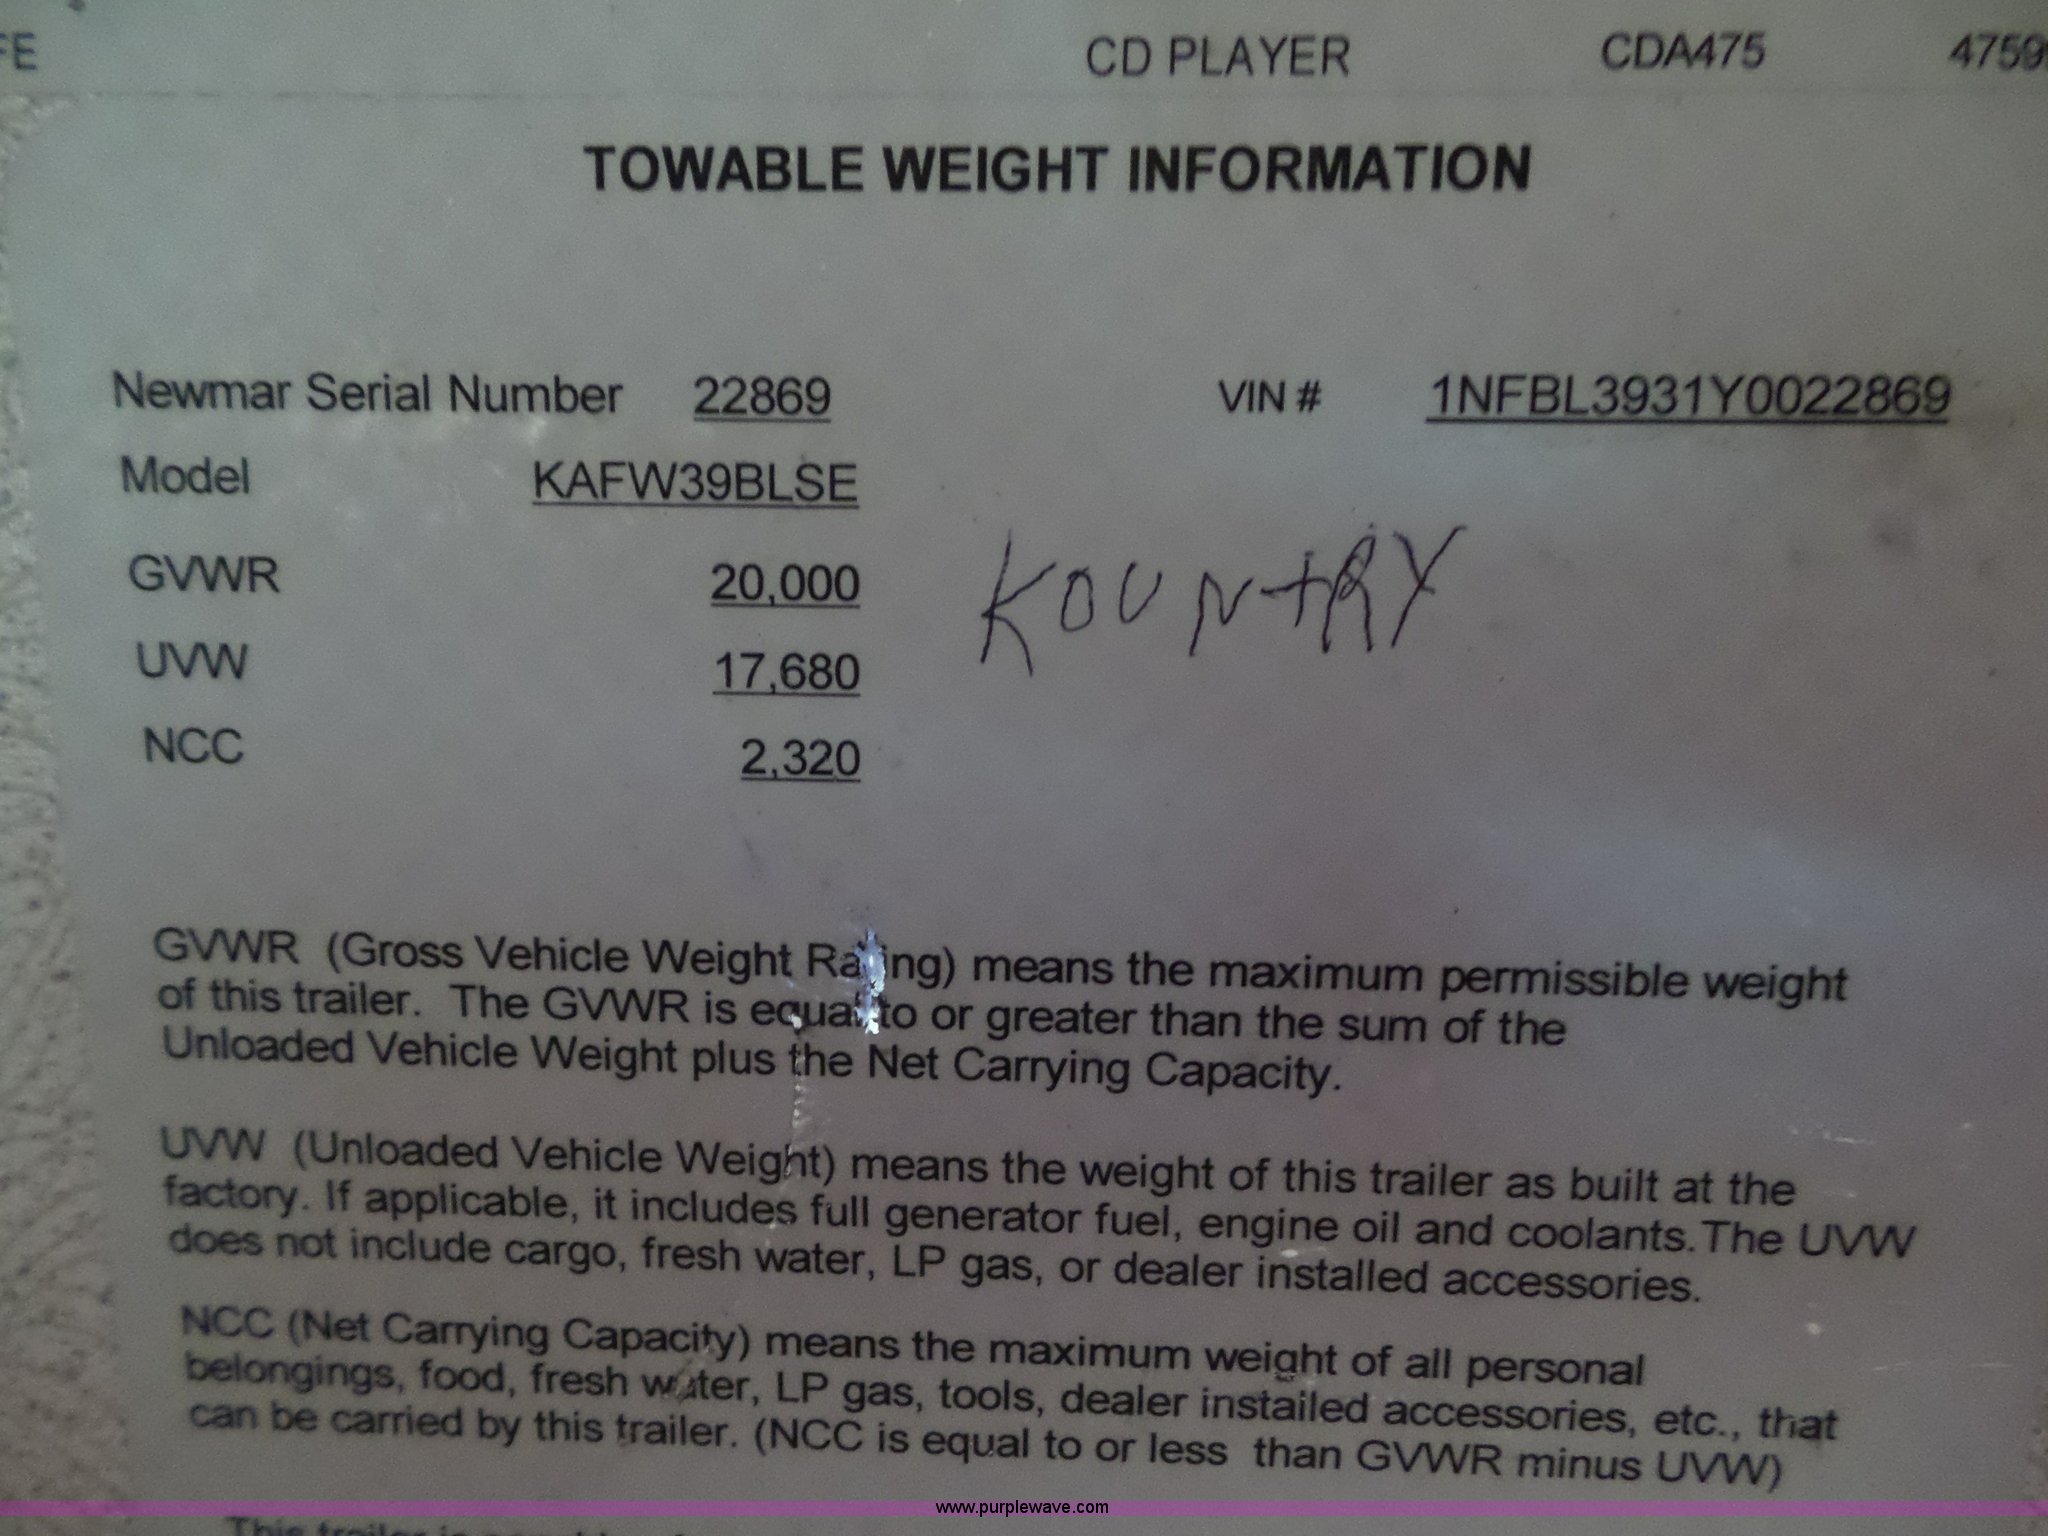 FE CD PLAYER CDA475 4759
TOWABLE WEIGHT INFORMATION
Newmar Serial Number 22869 VIN # 1NFBL3931Y0022869
Model KAFW39BLSE
GVWR 20,000
KOUNtRY
UVW 17,680
NCC 2,320
GVWR (Gross Vehicle Weight Rating) means the maximum permissible weight
of this trailer. The GVWR is equal to or greater than the sum of the
Unloaded Vehicle Weight plus the Net Carrying Capacity.
UVW (Unloaded Vehicle Weight) means the weight of this trailer as built at the
factory. If applicable, it includes full generator fuel, engine oil and coolants.The UVW
does not include cargo, fresh water, LP gas, or dealer installed accessories.
NCC (Net Carrying Capacity) means the maximum weight of all personal
belongings, food, fresh water, LP gas, tools, dealer instailed accessories, etc., that
can be carried by this trailer. (NCC is equal to or less than GVWR minus UVW)
www.purplewave.com
This trailer is